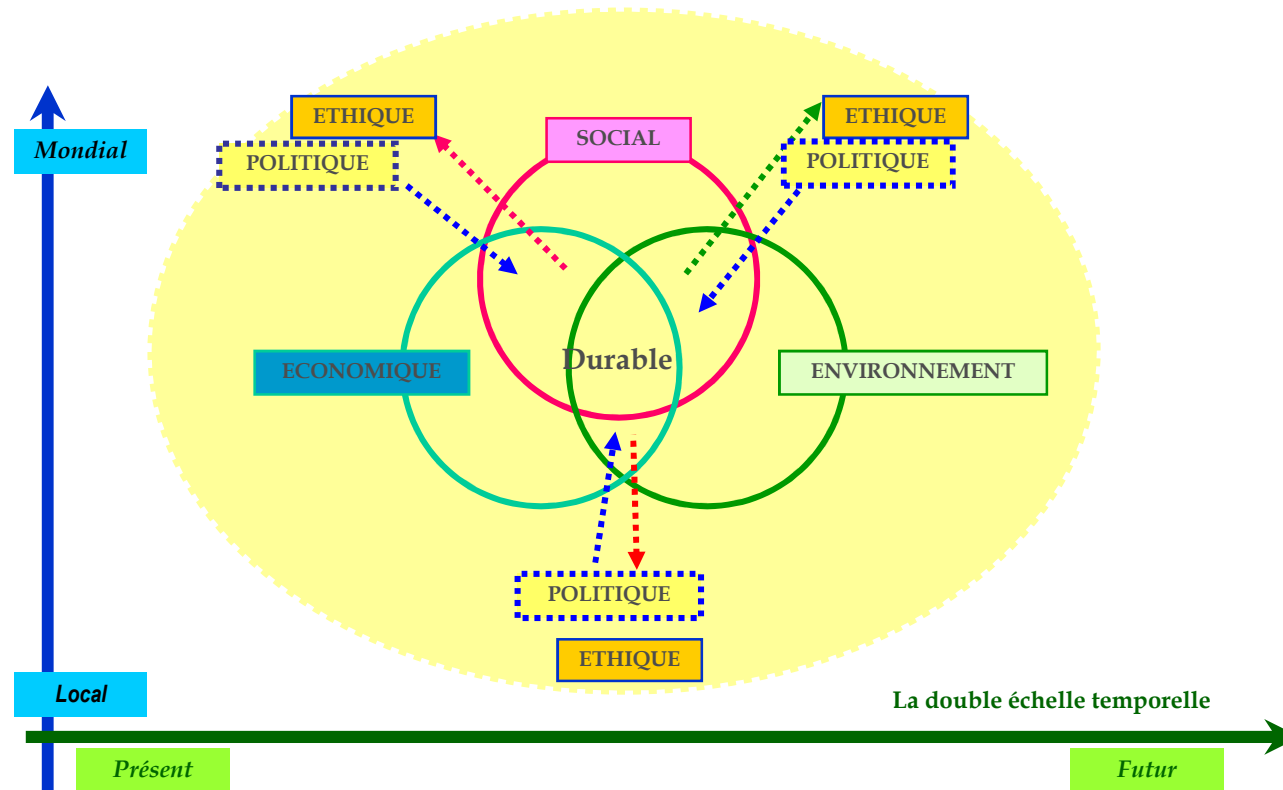 ETHIQUE
ETHIQUE
SOCIAL
Mondial
POLITIQUE
POLITIQUE
Durable
ECONOMIQUE
ENVIRONNEMENT
POLITIQUE
ETHIQUE
Local
La double échelle temporelle
Présent
Futur